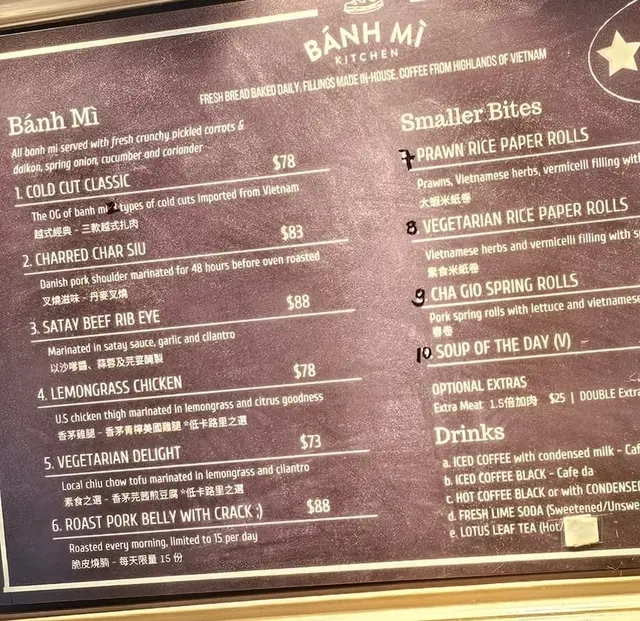 BÁNH MÌ
KITCHEN
FRESH BREAD BAKED DAILY, FILLINGS MADE IN-HOUSE, COFFEE FROM HIGHLANDS OF VIETNAM
Bánh Mì
All banh mi served with fresh crunchy pickled carrots &
daikon, spring onion, cucumber and coriander
1. COLD CUT CLASSIC $78
The OG of banh mi 3 types of cold cuts imported from Vietnam
越式經典 - 三款越式扎肉
2. CHARRED CHAR SIU $83
Danish pork shoulder marinated for 48 hours before oven roasted
叉燒滋味 - 丹麥叉燒
3. SATAY BEEF RIB EYE $88
Marinated in satay sauce, garlic and cilantro
以沙嗲醬、蒜蓉及芫荽醃製
4. LEMONGRASS CHICKEN $78
U.S chicken thigh marinated in lemongrass and citrus goodness
香茅雞腿 - 香茅青檸美國雞腿 *低卡路里之選
5. VEGETARIAN DELIGHT $73
Local chiu chow tofu marinated in lemongrass and cilantro
素食之選 - 香茅芫茜煎豆腐 *低卡路里之選
6. ROAST PORK BELLY WITH CRACK ;) $88
Roasted every morning, limited to 15 per day
脆皮燒腩 - 每天限量 15 份
Smaller Bites
7 PRAWN RICE PAPER ROLLS
Prawns, Vietnamese herbs, vermicelli filling wit
大蝦米紙卷
8 VEGETARIAN RICE PAPER ROLLS
Vietnamese herbs and vermicelli filling with
素食米紙卷
9 CHA GIO SPRING ROLLS
Pork spring rolls with lettuce and vietnamese
春卷
10 SOUP OF THE DAY (V)
OPTIONAL EXTRAS
Extra Meat 1.5倍加肉 $25 | DOUBLE Extra
Drinks
a. ICED COFFEE with condensed milk - Caf
b. ICED COFFEE BLACK - Cafe da
c. HOT COFFEE BLACK or with CONDENSE
d. FRESH LIME SODA (Sweetened/Unswe
e. LOTUS LEAF TEA (Hot/